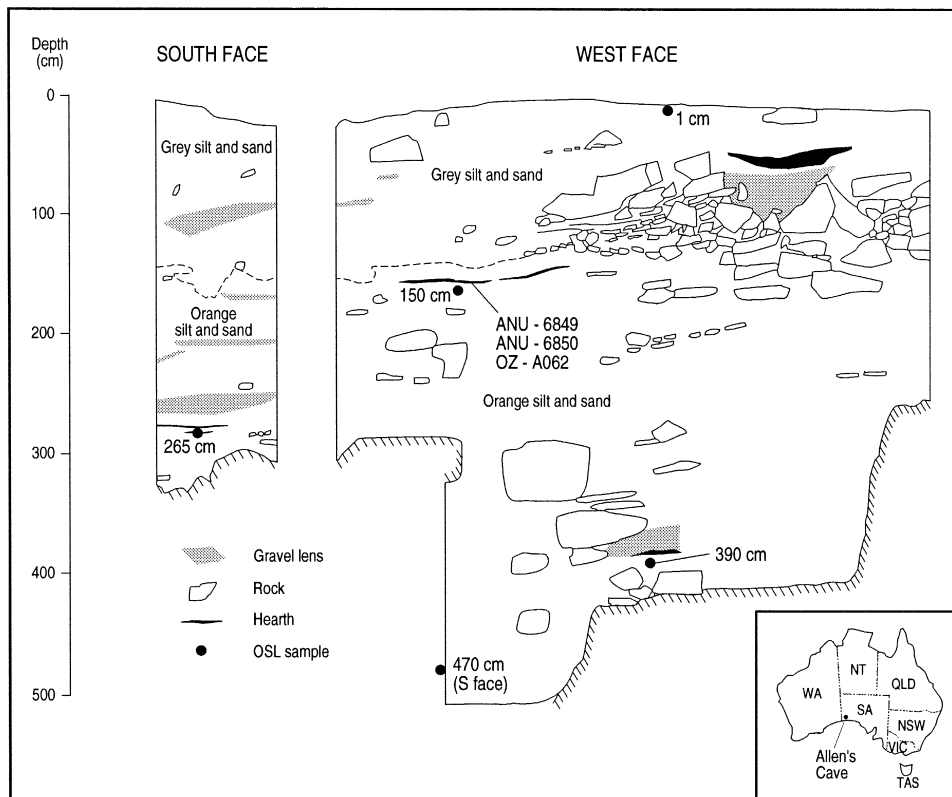 Depth
(cm)
SOUTH FACE
WEST FACE
0
100
200
300
400
500
Grey silt and sand
Orange
silt and sand
265 cm
1 cm
Grey silt and sand
150 cm
ANU - 6849
ANU - 6850
OZ - A062
Orange silt and sand
390 cm
470 cm
(S face)
Gravel lens
Rock
Hearth
OSL sample
WA
NT
QLD
SA
NSW
VIC
TAS
Allen's
Cave